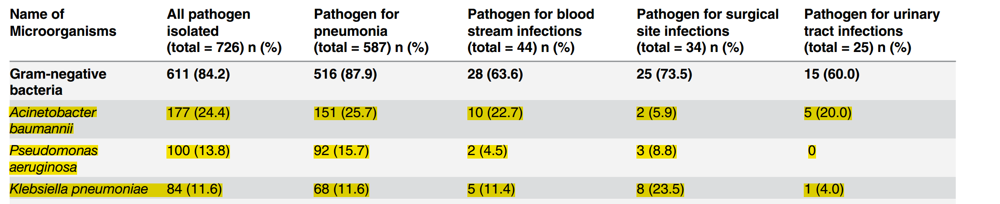 Name of Microorganisms	All pathogen isolated (total = 726) n (%)	Pathogen for pneumonia (total = 587) n (%)	Pathogen for blood stream infections (total = 44) n (%)	Pathogen for surgical site infections (total = 34) n (%)	Pathogen for urinary tract infections (total = 25) n (%)
Gram-negative bacteria	611 (84.2)	516 (87.9)	28 (63.6)	25 (73.5)	15 (60.0)
Acinetobacter baumannii	177 (24.4)	151 (25.7)	10 (22.7)	2 (5.9)	5 (20.0)
Pseudomonas aeruginosa	100 (13.8)	92 (15.7)	2 (4.5)	3 (8.8)	0
Klebsiella pneumoniae	84 (11.6)	68 (11.6)	5 (11.4)	8 (23.5)	1 (4.0)